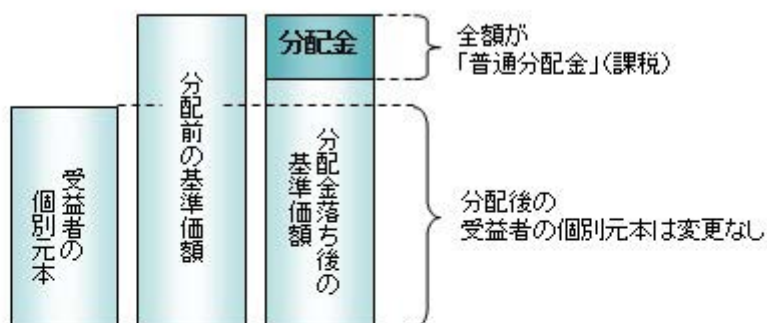 受益者の
個別元本
分配前の基準価額
分配金
分配金落ち後の
基準価額
全額が
「普通分配金」(課税)
分配後の
受益者の個別元本は変更なし